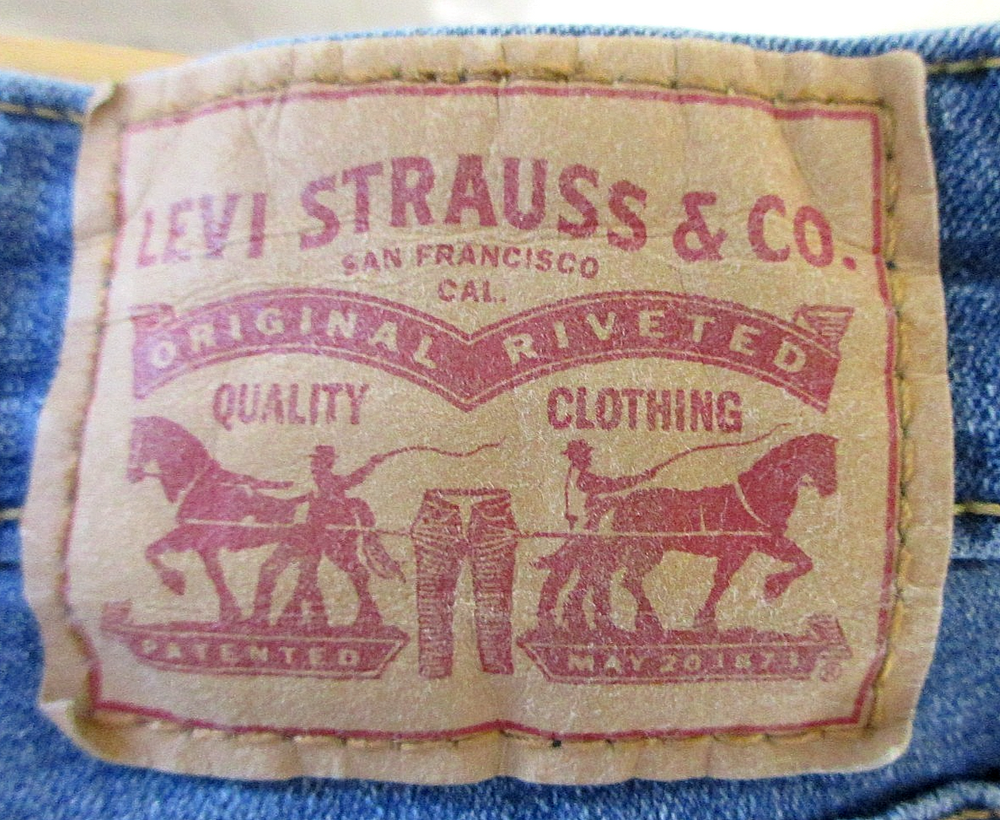 LEVI STRAUSS & CO.
SAN FRANCISCO
CAL.
ORIGINAL RIVETED
QUALITY CLOTHING
PATENTED MAY 20 1873 ®